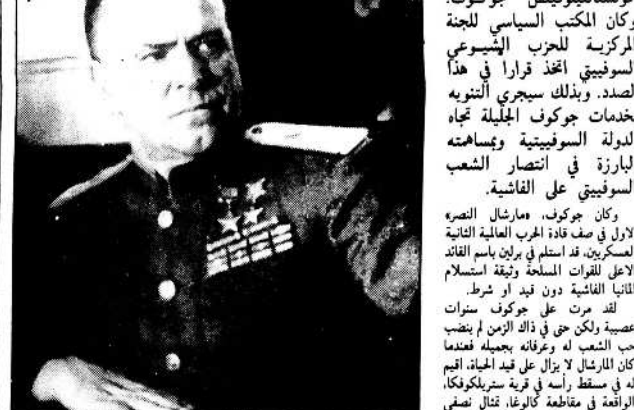 وكان المكتب السياسي للجنة
المركزية للحزب الشيوعي
السوفييتي اتخذ قراراً في هذا
الصدد. وبذلك سيجري التنويه
بخدمات جوكوف الجليلة تجاه
الدولة السوفييتية وبمساهمته
البارزة في انتصار الشعب
السوفييتي على الفاشية.
وكان جوكوف، «مارشال النصر»
الاول في صف قادة الحرب العالمية الثانية
العسكريين، قد استلم في برلين باسم القائد
الاعلى للقوات المسلحة وثيقة استسلام
المانيا الفاشية دون قيد او شرط.
لقد مرت على جوكوف سنوات
عصيبة ولكن حتى في ذاك الزمن لم ينضب
حب الشعب له وعرفانه بجميله فعندما
كان المارشال لا يزال على قيد الحياة، اقيم
له في مسقط رأسه في قرية ستريلكوفكا،
الواقعة في مقاطعة كالوغا، تمثال نصفي